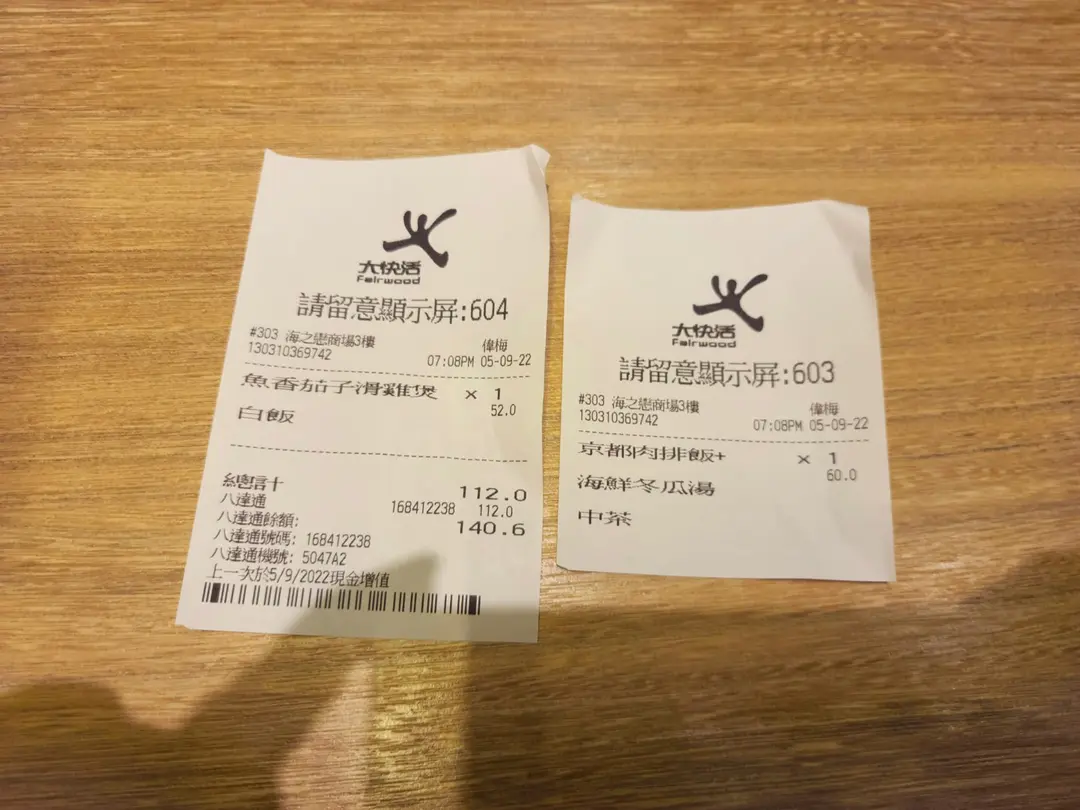 大快活
Fairwood
請留意顯示屏:604
#303 海之戀商場3樓 偉梅
130310369742 07:08PM 05-09-22
魚香茄子滑雞煲 × 1
52.0
白飯
總計 112.0
八達通 168412238 112.0
八達通餘額: 140.6
八達通號碼: 168412238
八達通機號: 5047A2
上一次於5/9/2022現金增值
大快活
Fairwood
請留意顯示屏:603
#303 海之戀商場3樓 偉梅
130310369742 07:08PM 05-09-22
京都肉排飯+ × 1
60.0
海鮮冬瓜湯
中茶